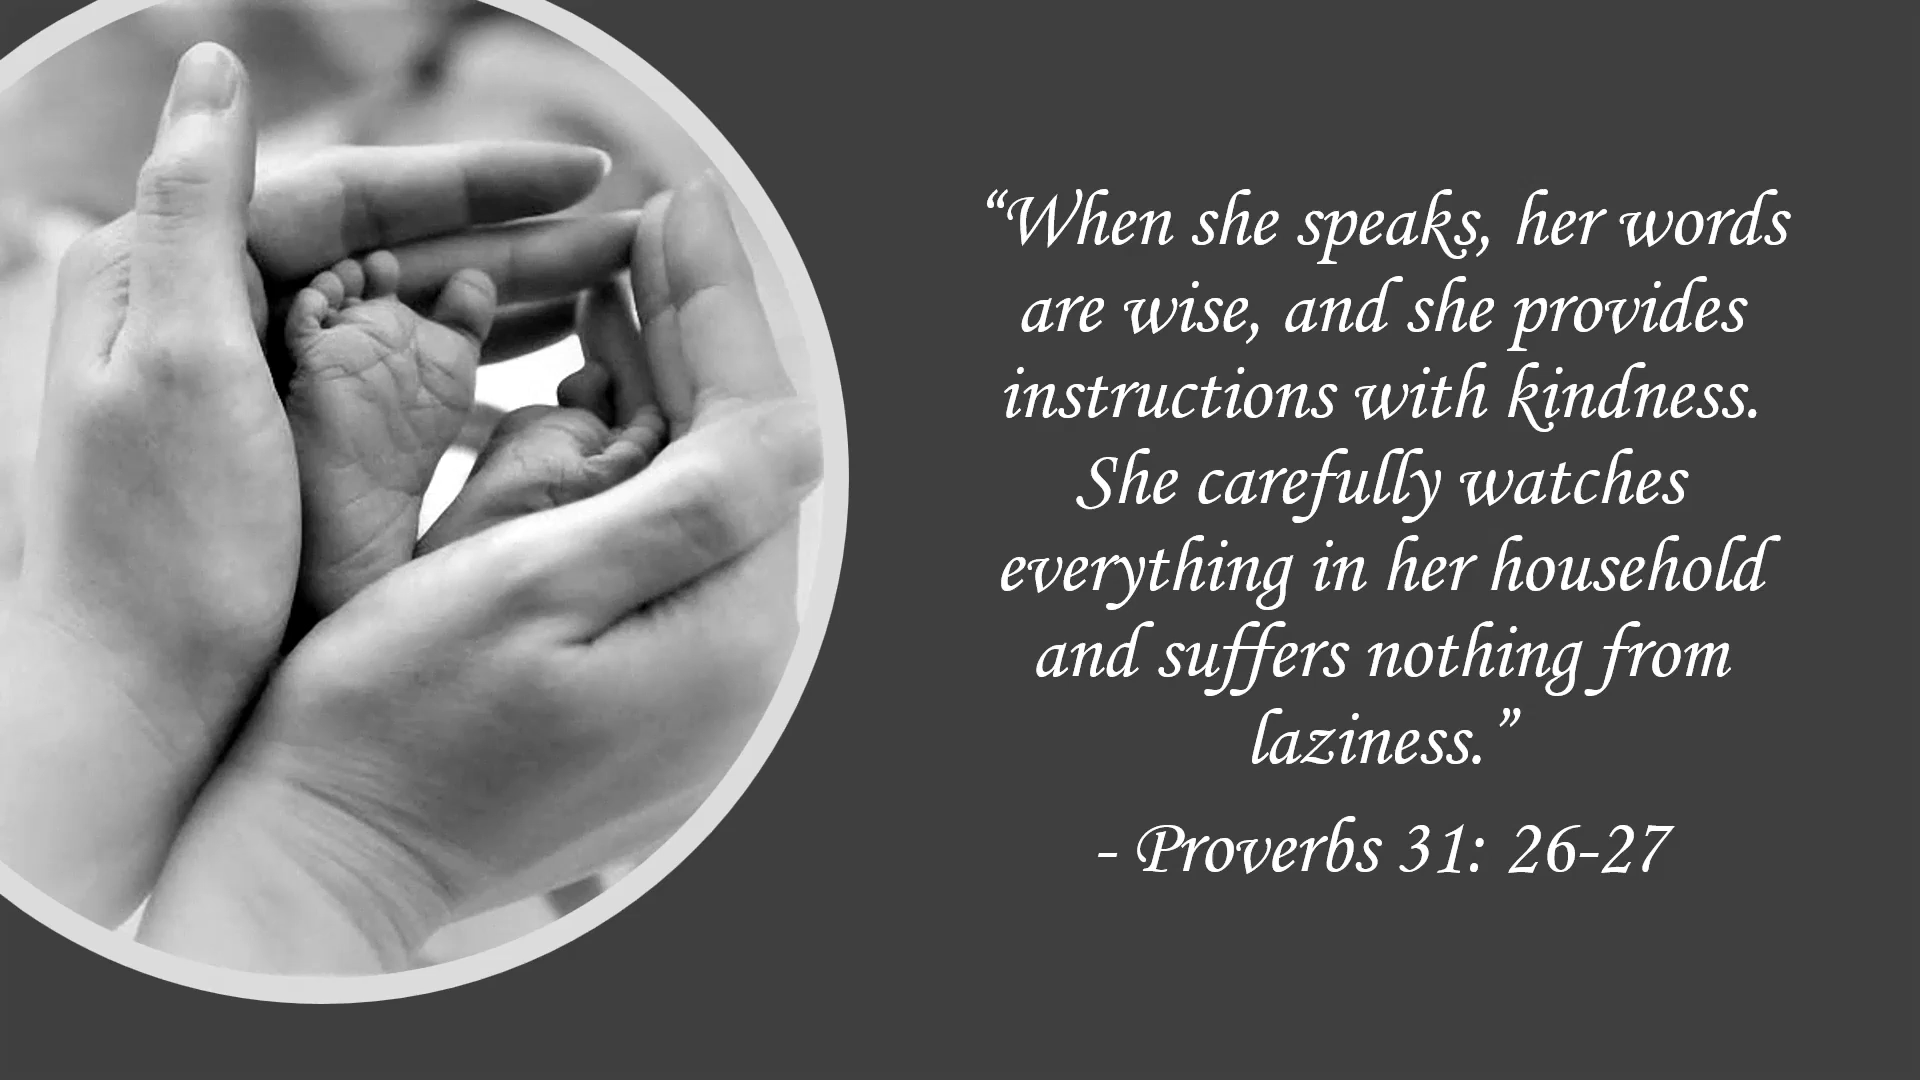 “When she speaks, her words
are wise, and she provides
instructions with kindness.
She carefully watches
everything in her household
and suffers nothing from
laziness.”
- Proverbs 31: 26-27